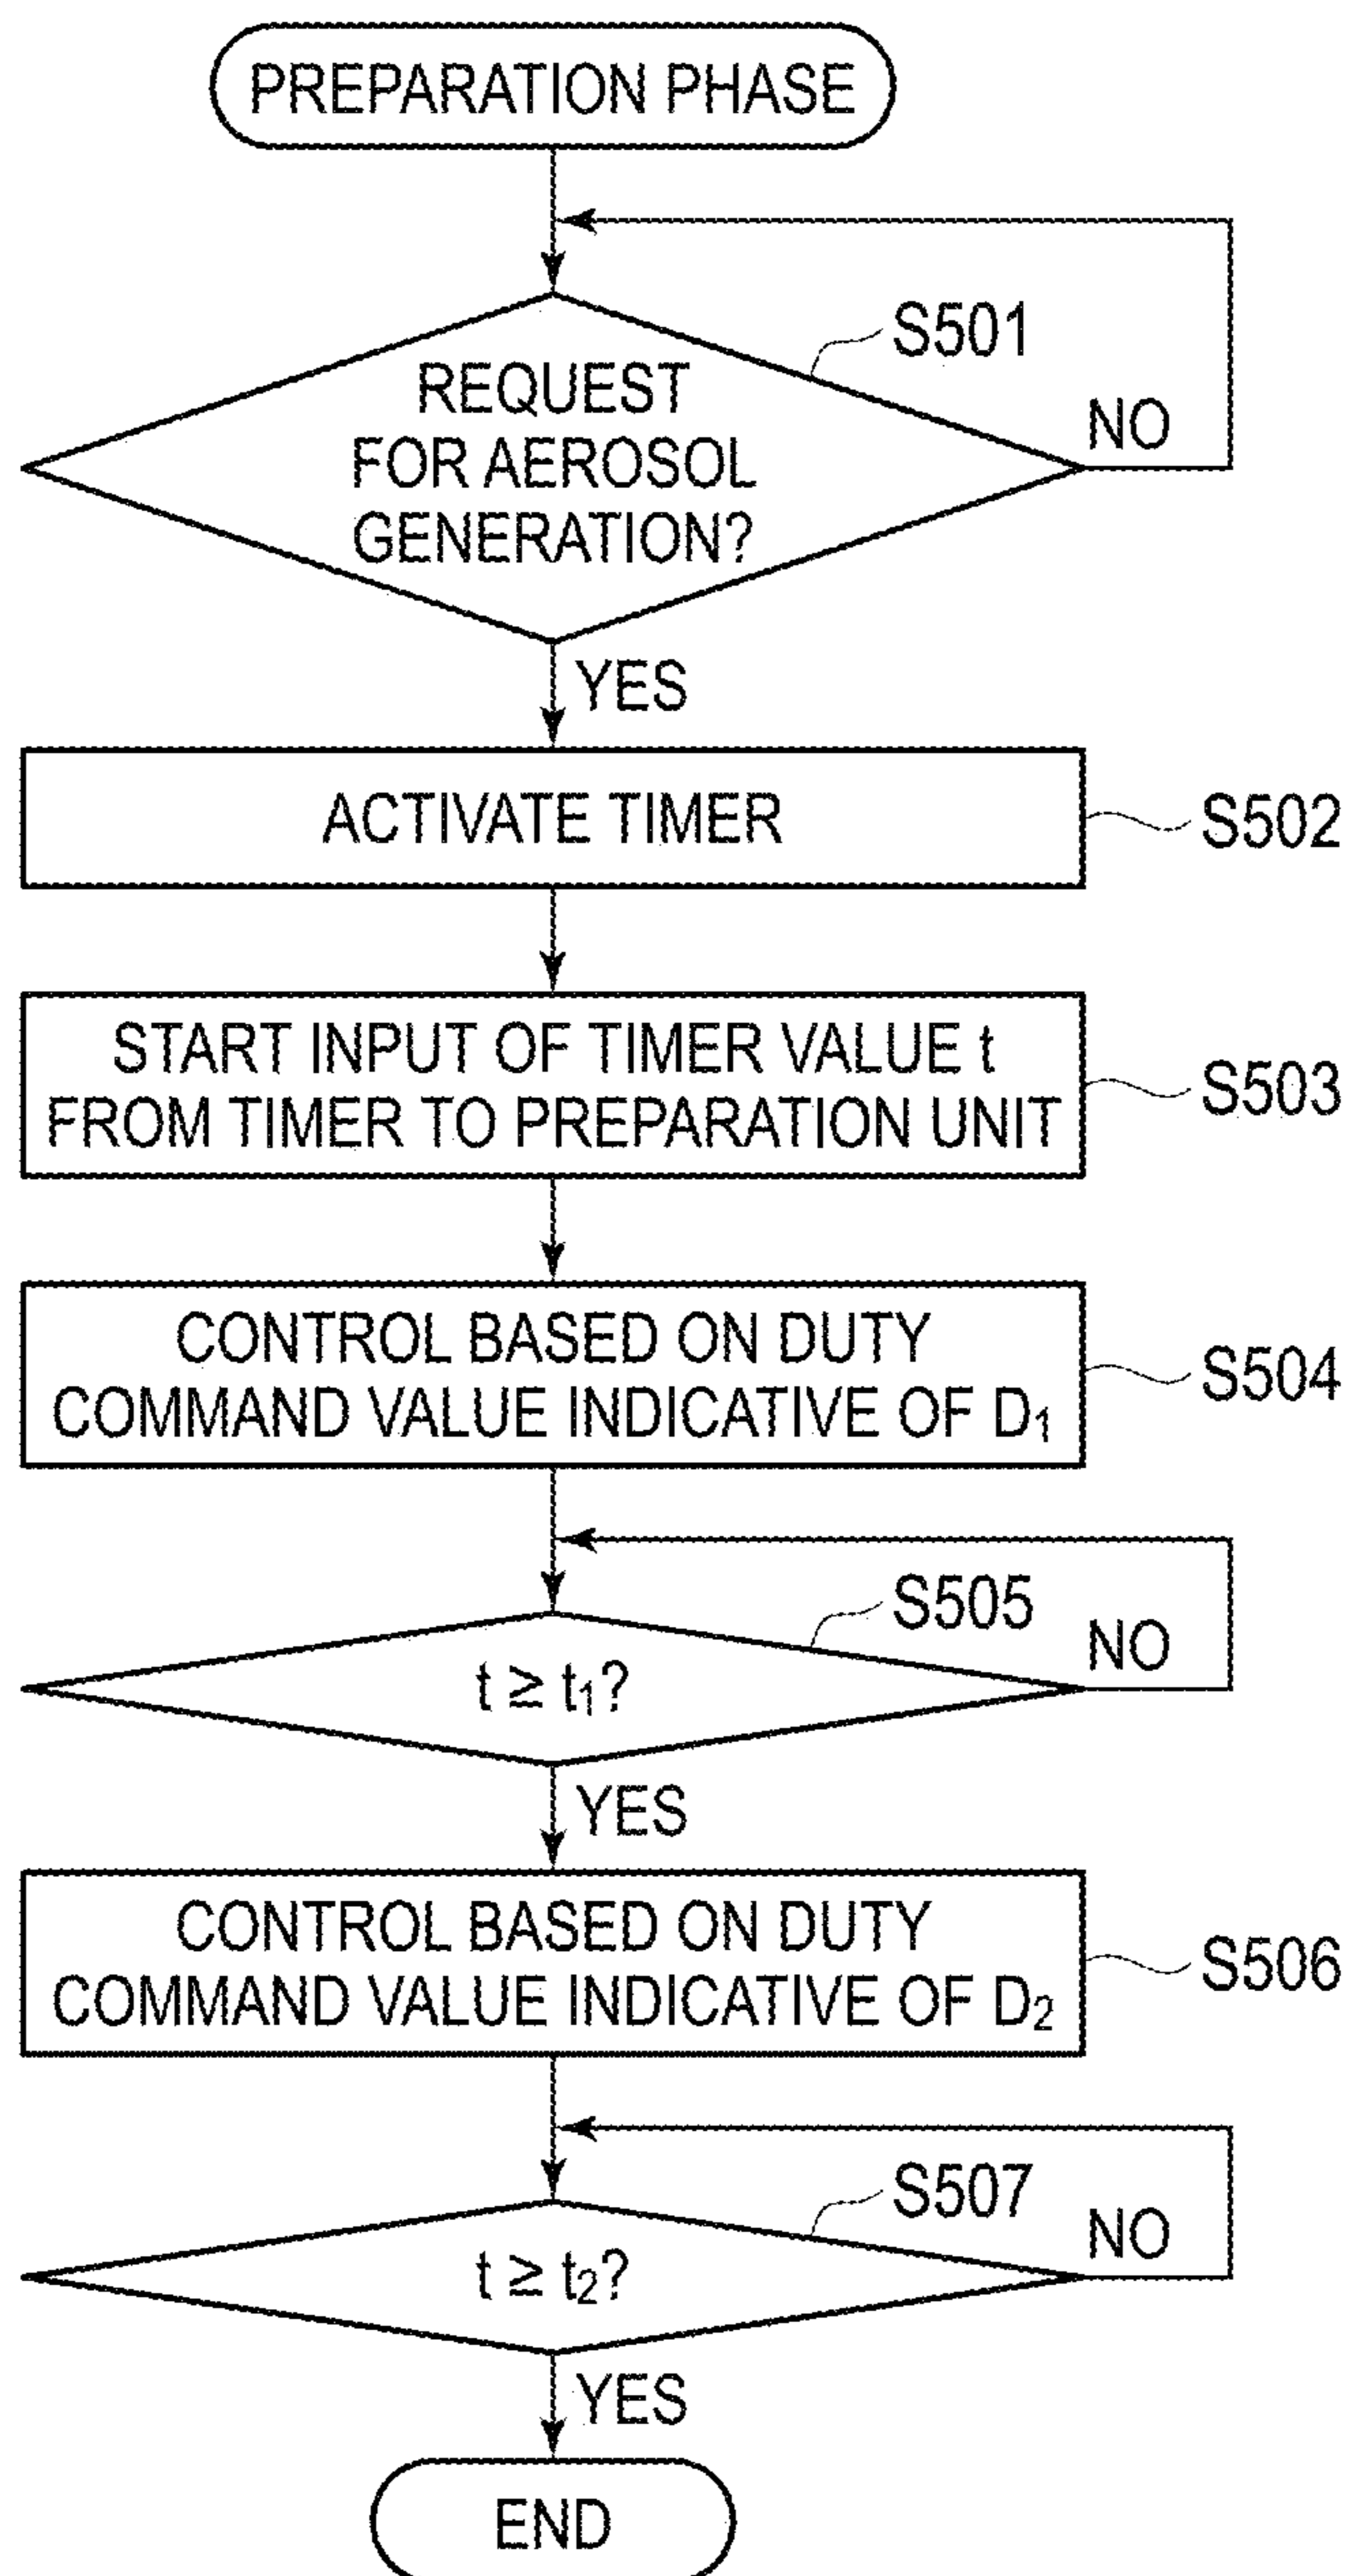 PREPARATION PHASE
S501
REQUEST
NO
FOR AEROSOL
GENERATION?
YES
ACTIVATE TIMER
S502
START INPUT OF TIMER VALUE t
FROM TIMER TO PREPARATION UNIT
S503
CONTROL BASED ON DUTY
COMMAND VALUE INDICATIVE OF D₁
S504
S505
NO
t ≥ t₁?
YES
CONTROL BASED ON DUTY
COMMAND VALUE INDICATIVE OF D₂
S506
S507
NO
t ≥ t₂?
YES
END